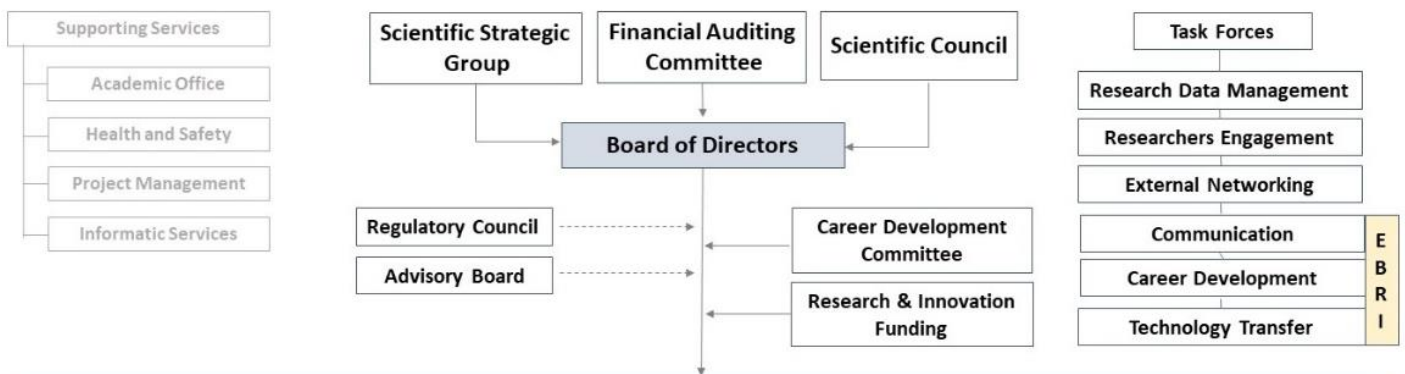 Supporting Services
Academic Office
Health and Safety
Project Management
Informatic Services
Scientific Strategic
Group
Financial Auditing
Committee
Scientific Council
Board of Directors
Regulatory Council
Advisory Board
Career Development
Committee
Research & Innovation
Funding
Task Forces
Research Data Management
Researchers Engagement
External Networking
Communication
Career Development
Technology Transfer
E
B
R
I